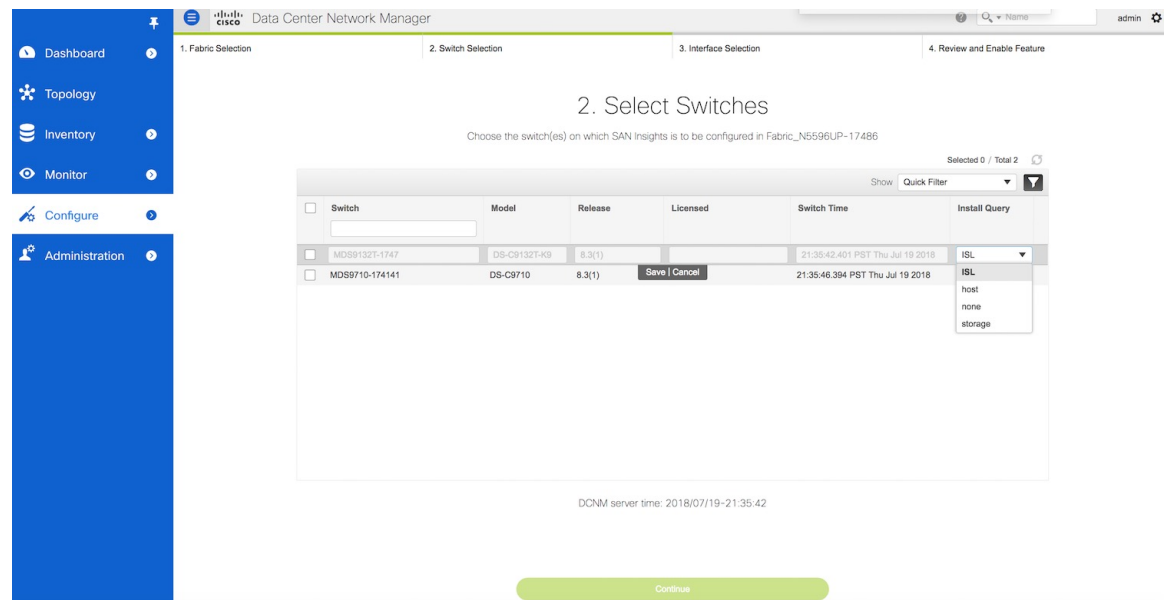 CISCO Data Center Network Manager
Name
admin
Dashboard
Topology
Inventory
Monitor
Configure
Administration
1. Fabric Selection
2. Switch Selection
3. Interface Selection
4. Review and Enable Feature
2. Select Switches
Choose the switch(es) on which SAN Insights is to be configured in Fabric_N5596UP-17486
Selected 0 / Total 2
Show Quick Filter
Switch Model Release Licensed Switch Time Install Query
MDS9132T-1747 DS-C9132T-K9 8.3(1) 21:35:42.401 PST Thu Jul 19 2018 ISL
MDS9710-174141 DS-C9710 8.3(1) 21:35:46.394 PST Thu Jul 19 2018
Save | Cancel
ISL
host
none
storage
DCNM server time: 2018/07/19-21:35:42
Continue